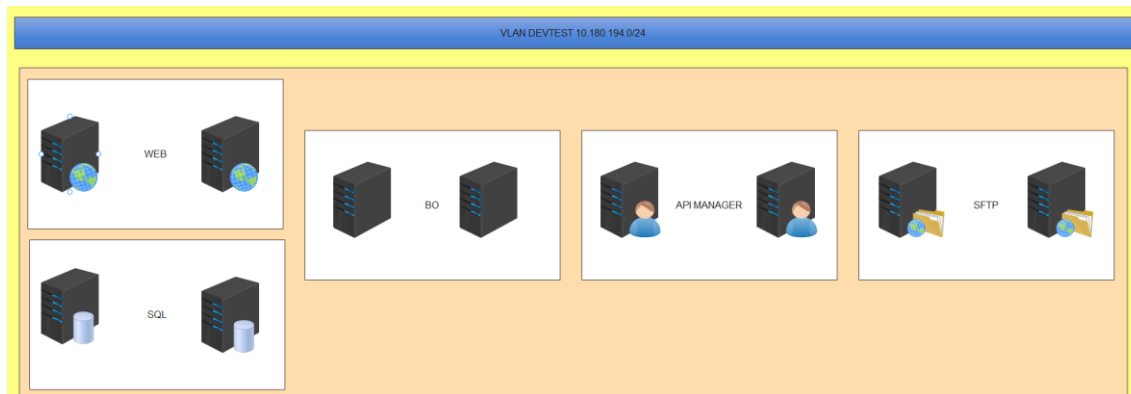 VLAN DEVTEST 10.180.194.0/24
WEB
BO
API MANAGER
SFTP
SQL